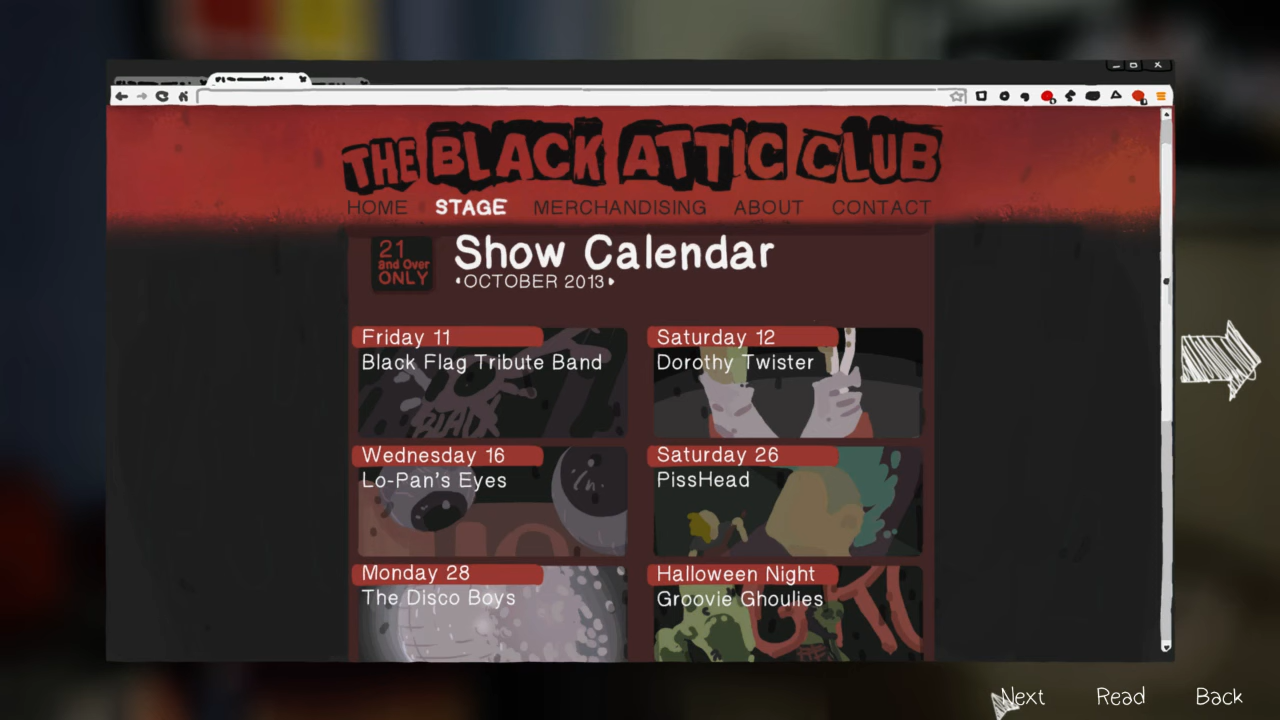 THE BLACK ATTIC CLUB
HOME STAGE MERCHANDISING ABOUT CONTACT
21
and Over
ONLY
Show Calendar
OCTOBER 2013
Friday 11
Black Flag Tribute Band
Saturday 12
Dorothy Twister
Wednesday 16
Lo-Pan's Eyes
Saturday 26
PissHead
Monday 28
The Disco Boys
Halloween Night
Groovie Ghoulies
Next Read Back